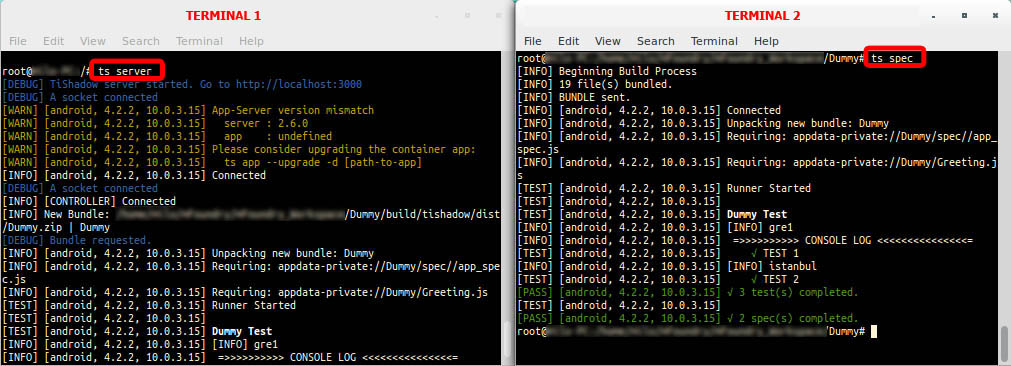 TERMINAL 1
File Edit View Search Terminal Help
root@ :/# ts server
[DEBUG] TiShadow server started. Go to http://localhost:3000
[DEBUG] A socket connected
[WARN] [android, 4.2.2, 10.0.3.15] App-Server version mismatch
[WARN] [android, 4.2.2, 10.0.3.15]   server : 2.6.0
[WARN] [android, 4.2.2, 10.0.3.15]   app    : undefined
[WARN] [android, 4.2.2, 10.0.3.15] Please consider upgrading the container app:
[WARN] [android, 4.2.2, 10.0.3.15]   ts app --upgrade -d [path-to-app]
[INFO] [android, 4.2.2, 10.0.3.15] Connected
[DEBUG] A socket connected
[INFO] [CONTROLLER] Connected
[INFO] New Bundle: /Dummy/build/tishadow/dist
/Dummy.zip | Dummy
[DEBUG] Bundle requested.
[INFO] [android, 4.2.2, 10.0.3.15] Unpacking new bundle: Dummy
[INFO] [android, 4.2.2, 10.0.3.15] Requiring: appdata-private://Dummy/spec//app_spe
c.js
[INFO] [android, 4.2.2, 10.0.3.15] Requiring: appdata-private://Dummy/Greeting.js
[TEST] [android, 4.2.2, 10.0.3.15] Runner Started
[TEST] [android, 4.2.2, 10.0.3.15]
[TEST] [android, 4.2.2, 10.0.3.15]   Dummy Test
[INFO] [android, 4.2.2, 10.0.3.15] [INFO] gre1
[INFO] [android, 4.2.2, 10.0.3.15]  =>>>>>>>>>>> CONSOLE LOG <<<<<<<<<<<<<<<=
TERMINAL 2
File Edit View Search Terminal Help
root@ /Dummy# ts spec
[INFO] Beginning Build Process
[INFO] 19 file(s) bundled.
[INFO] BUNDLE sent.
[INFO] [android, 4.2.2, 10.0.3.15] Connected
[INFO] [android, 4.2.2, 10.0.3.15] Unpacking new bundle: Dummy
[INFO] [android, 4.2.2, 10.0.3.15] Requiring: appdata-private://Dummy/spec//app_
spec.js
[INFO] [android, 4.2.2, 10.0.3.15] Requiring: appdata-private://Dummy/Greeting.j
s
[TEST] [android, 4.2.2, 10.0.3.15] Runner Started
[TEST] [android, 4.2.2, 10.0.3.15]
[TEST] [android, 4.2.2, 10.0.3.15]   Dummy Test
[INFO] [android, 4.2.2, 10.0.3.15] [INFO] gre1
[INFO] [android, 4.2.2, 10.0.3.15]  =>>>>>>>>>>> CONSOLE LOG <<<<<<<<<<<<<<<=
[TEST] [android, 4.2.2, 10.0.3.15]     √ TEST 1
[INFO] [android, 4.2.2, 10.0.3.15] [INFO] istanbul
[TEST] [android, 4.2.2, 10.0.3.15]     √ TEST 2
[PASS] [android, 4.2.2, 10.0.3.15] √ 3 test(s) completed.
[TEST] [android, 4.2.2, 10.0.3.15]
[PASS] [android, 4.2.2, 10.0.3.15] √ 2 spec(s) completed.
root@ /Dummy#